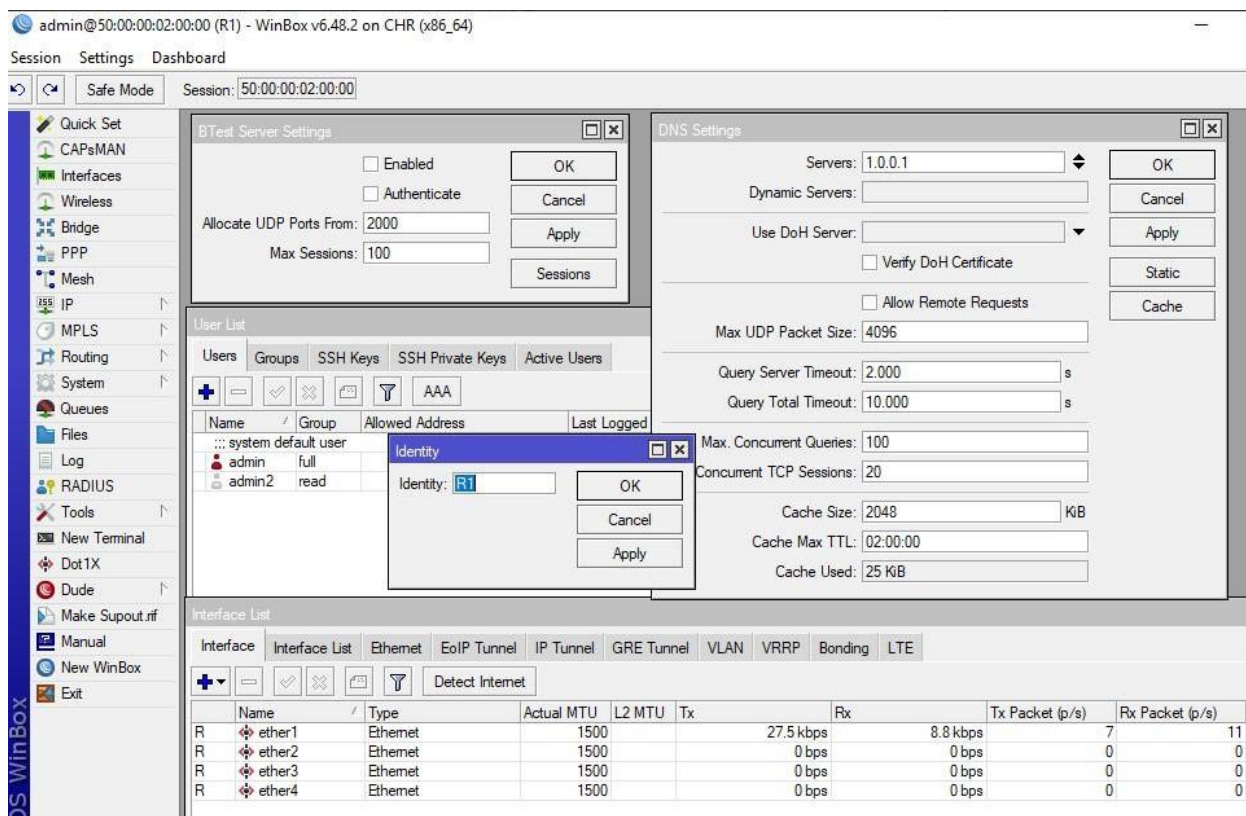 admin@50:00:00:02:00:00 (R1) - WinBox v6.48.2 on CHR (x86_64)
Session Settings Dashboard
Safe Mode Session: 50:00:00:02:00:00
Quick Set
CAPsMAN
Interfaces
Wireless
Bridge
PPP
Mesh
IP
MPLS
Routing
System
Queues
Files
Log
RADIUS
Tools
New Terminal
Dot1X
Dude
Make Supout.rif
Manual
New WinBox
Exit
OS WinBox
BTest Server Settings
Enabled
Authenticate
Allocate UDP Ports From: 2000
Max Sessions: 100
OK
Cancel
Apply
Sessions
DNS Settings
Servers: 1.0.0.1
Dynamic Servers:
Use DoH Server:
Verify DoH Certificate
Allow Remote Requests
Max UDP Packet Size: 4096
Query Server Timeout: 2.000 s
Query Total Timeout: 10.000 s
Max. Concurrent Queries: 100
Concurrent TCP Sessions: 20
Cache Size: 2048 KiB
Cache Max TTL: 02:00:00
Cache Used: 25 KiB
OK
Cancel
Apply
Static
Cache
User List
Users Groups SSH Keys SSH Private Keys Active Users
AAA
Name / Group Allowed Address Last Logged
::: system default user
admin full
admin2 read
Identity
Identity: R1
OK
Cancel
Apply
Interface List
Interface Interface List Ethernet EoIP Tunnel IP Tunnel GRE Tunnel VLAN VRRP Bonding LTE
Detect Internet
Name / Type Actual MTU L2 MTU Tx Rx Tx Packet (p/s) Rx Packet (p/s)
R ether1 Ethernet 1500 27.5 kbps 8.8 kbps 7 11
R ether2 Ethernet 1500 0 bps 0 bps 0 0
R ether3 Ethernet 1500 0 bps 0 bps 0 0
R ether4 Ethernet 1500 0 bps 0 bps 0 0